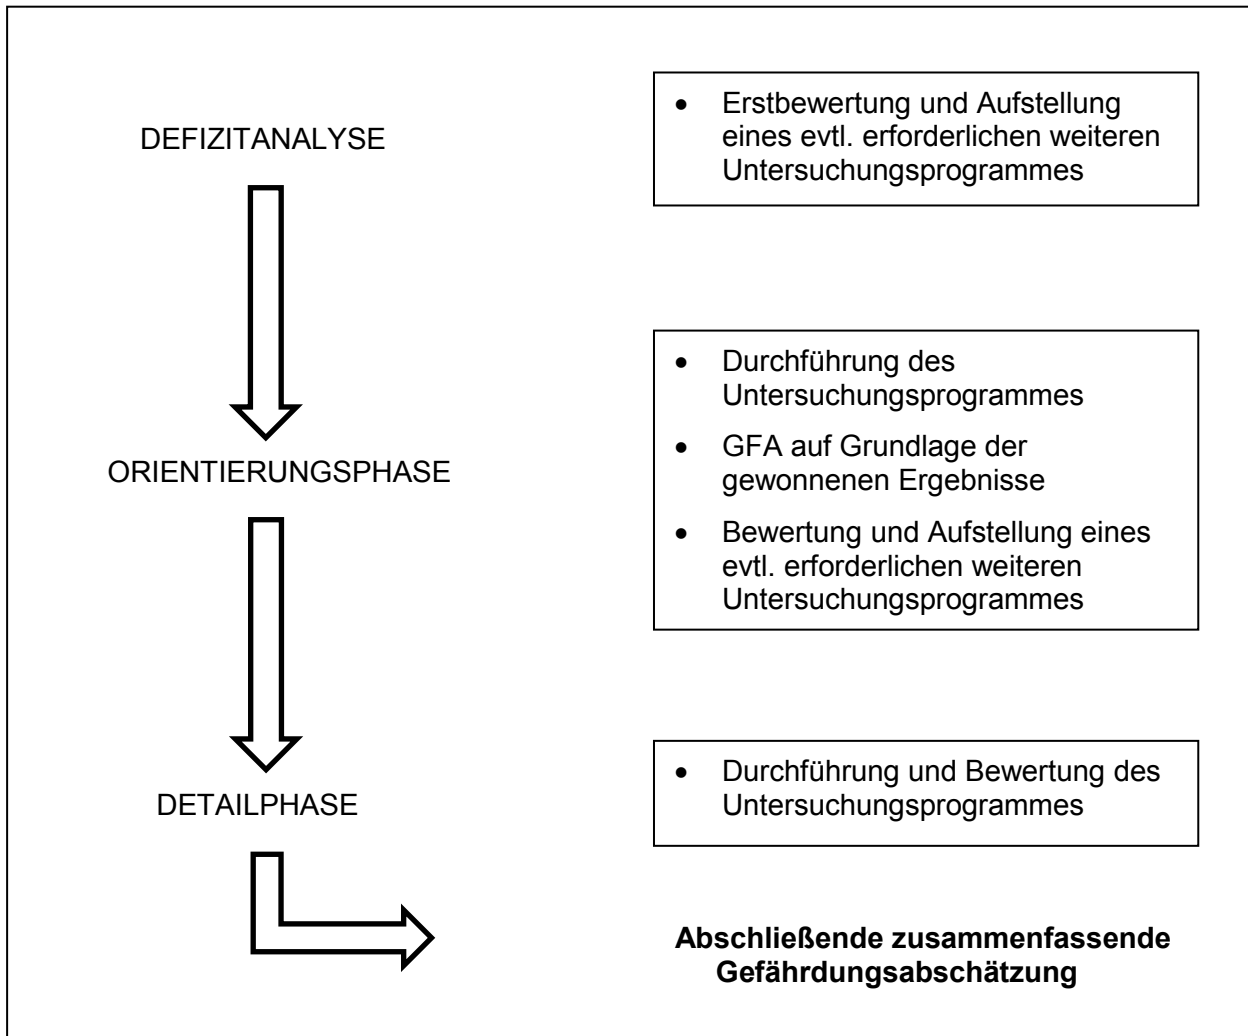 DEFIZITANALYSE
• Erstbewertung und Aufstellung
eines evtl. erforderlichen weiteren
Untersuchungsprogrammes
ORIENTIERUNGSPHASE
• Durchführung des
Untersuchungsprogrammes
• GFA auf Grundlage der
gewonnenen Ergebnisse
• Bewertung und Aufstellung eines
evtl. erforderlichen weiteren
Untersuchungsprogrammes
DETAILPHASE
• Durchführung und Bewertung des
Untersuchungsprogrammes
Abschließende zusammenfassende
Gefährdungsabschätzung